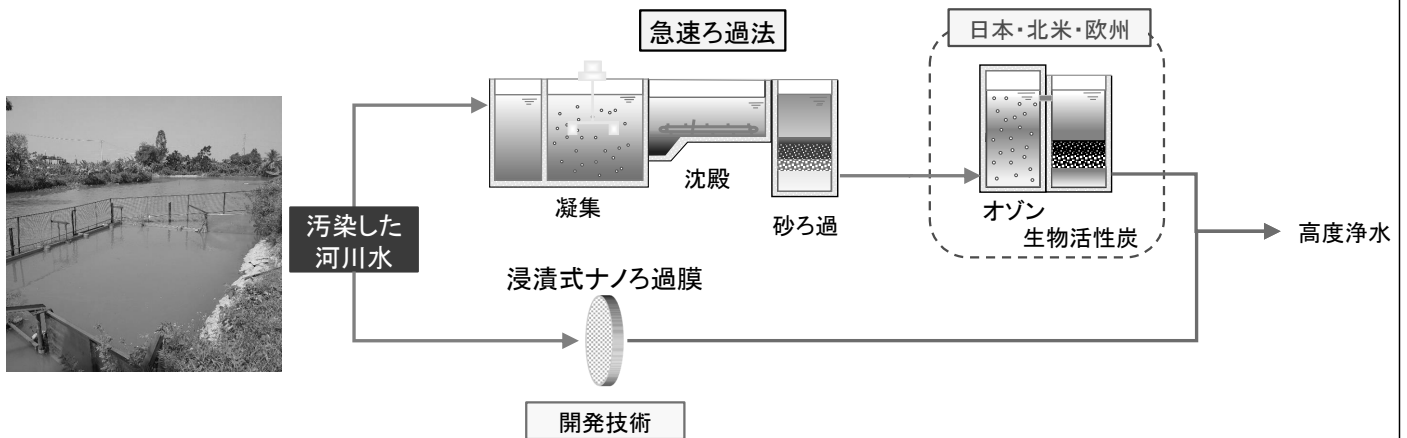 急速ろ過法
日本・北米・欧州
沈殿
凝集
砂ろ過
オゾン
生物活性炭
汚染した
河川水
高度浄水
浸漬式ナノろ過膜
開発技術